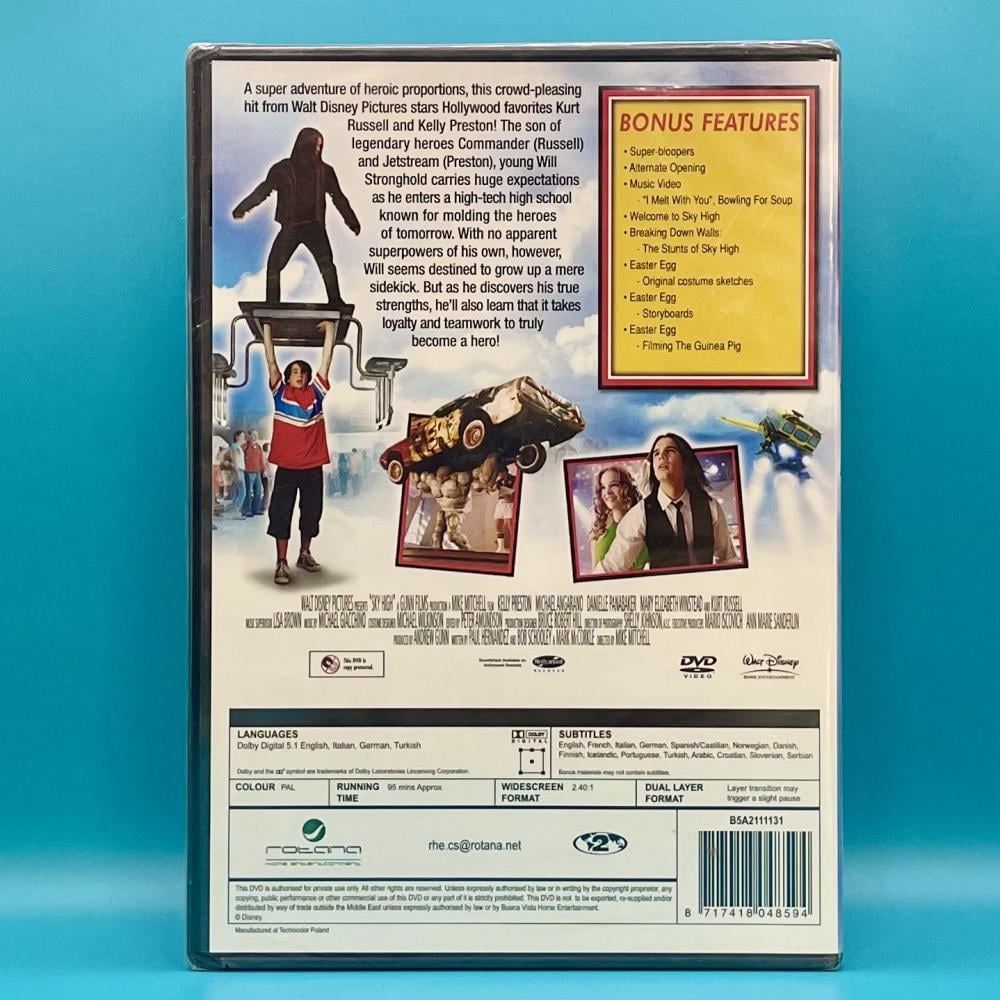 A super adventure of heroic proportions, this crowd-pleasing
hit from Walt Disney Pictures stars Hollywood favorites Kurt
Russell and Kelly Preston! The son of
legendary heroes Commander (Russell)
and Jetstream (Preston), young Will
Stronghold carries huge expectations
as he enters a high-tech high school
known for molding the heroes
of tomorrow. With no apparent
superpowers of his own, however,
Will seems destined to grow up a mere
sidekick. But as he discovers his true
strengths, he'll also learn that it takes
loyalty and teamwork to truly
become a hero!
BONUS FEATURES
• Super-bloopers
• Alternate Opening
• Music Video
- "I Melt With You", Bowling For Soup
• Welcome to Sky High
• Breaking Down Walls:
- The Stunts of Sky High
• Easter Egg
- Original costume sketches
• Easter Egg
- Storyboards
• Easter Egg
- Filming The Guinea Pig
WALT DISNEY PICTURES PRESENTS "SKY HIGH" A GUNN FILMS PRODUCTION A MIKE MITCHELL FILM KELLY PRESTON MICHAEL ANGARANO DANIELLE PANABAKER MARY ELIZABETH WINSTEAD AND KURT RUSSELL
MUSIC SUPERVISION LISA BROWN MUSIC BY MICHAEL GIACCHINO COSTUME DESIGNER MICHAEL WILKINSON EDITED BY PETER AMUNDSON PRODUCTION DESIGNER BRUCE ROBERT HILL DIRECTOR OF PHOTOGRAPHY SHELLY JOHNSON, A.S.C. EXECUTIVE PRODUCERS MARIO ISCOVICH ANN MARIE SANDERLIN
PRODUCED BY ANDREW GUNN WRITTEN BY PAUL HERNANDEZ AND BOB SCHOOLEY & MARK McCORKLE DIRECTED BY MIKE MITCHELL
This DVD is
copy protected.
Soundtrack Available on
Hollywood Records
Hollywood
RECORDS
DVD
VIDEO
WALT DISNEY
HOME ENTERTAINMENT
LANGUAGES
Dolby Digital 5.1 English, Italian, German, Turkish
DOLBY
DIGITAL
Dolby and the symbol are trademarks of Dolby Laboratories Lincensing Corporation.
SUBTITLES
English, French, Italian, German, Spanish/Castilian, Norwegian, Danish,
Finnish, Icelandic, Portuguese, Turkish, Arabic, Croatian, Slovenian, Serbian
Bonus materials may not contain subtitles.
COLOUR PAL
RUNNING TIME 95 mins Approx.
WIDESCREEN FORMAT 2.40:1
DUAL LAYER FORMAT Layer transition may
trigger a slight pause
rotana
HOME ENTERTAINMENT
rhe.cs@rotana.net
2
B5A2111131
8 717418 048594
This DVD is authorised for private use only. All other rights are reserved. Unless expressly authorised by law or in writing by the copyright proprietor, any
copying, public performance or other commercial use of this DVD or any part of it is strictly prohibited. This DVD is not to be exported, re-supplied and/or
distributed by way of trade outside the Middle East unless expressly authorised by law or by Buena Vista Home Entertainment.
© Disney.
Manufactured at Technicolor Poland